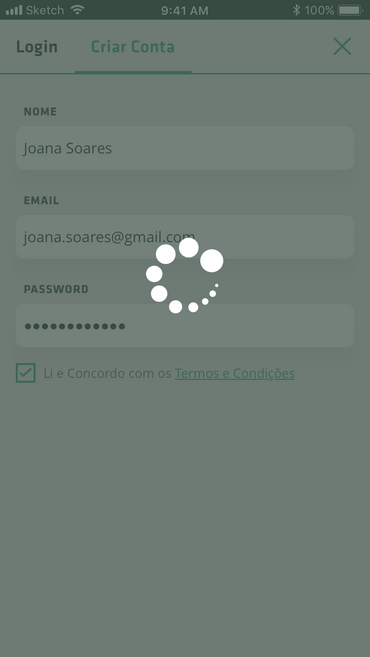 Sketch 9:41 AM 100%
Login Criar Conta
NOME
Joana Soares
EMAIL
joana.soares@gmail.com
PASSWORD
●●●●●●●●●●●●
Li e Concordo com os Termos e Condições